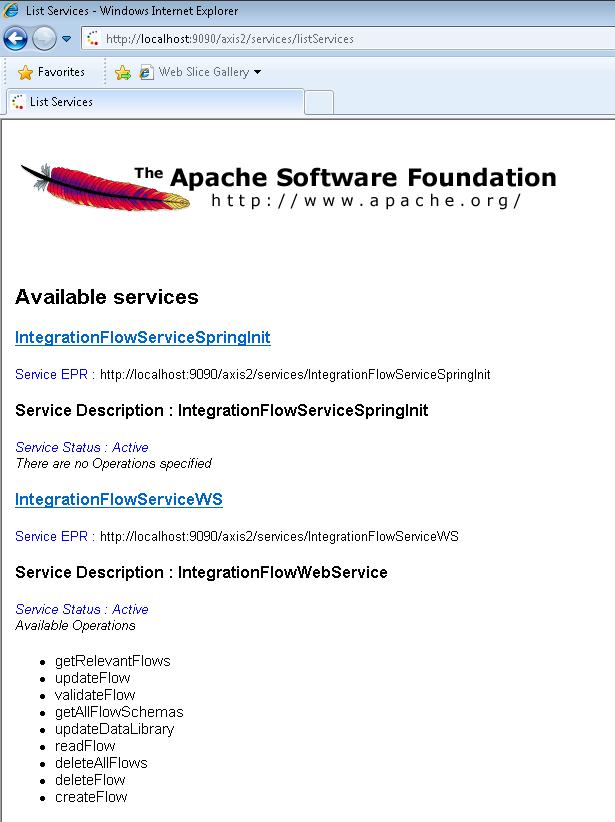 List Services - Windows Internet Explorer
http://localhost:9090/axis2/services/listServices
Favorites Web Slice Gallery
List Services
The Apache Software Foundation
http://www.apache.org/
Available services
IntegrationFlowServiceSpringInit
Service EPR : http://localhost:9090/axis2/services/IntegrationFlowServiceSpringInit
Service Description : IntegrationFlowServiceSpringInit
Service Status : Active
There are no Operations specified
IntegrationFlowServiceWS
Service EPR : http://localhost:9090/axis2/services/IntegrationFlowServiceWS
Service Description : IntegrationFlowWebService
Service Status : Active
Available Operations
getRelevantFlows
updateFlow
validateFlow
getAllFlowSchemas
updateDataLibrary
readFlow
deleteAllFlows
deleteFlow
createFlow